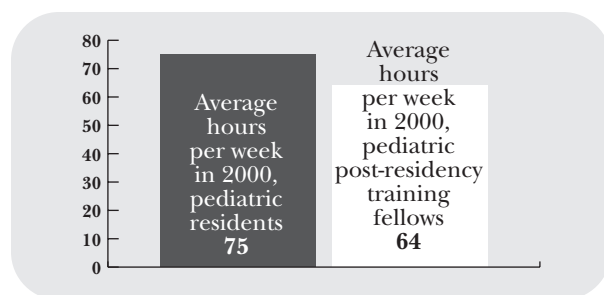 80
70
60
50
40
30
20
10
0
Average
hours
per week
in 2000,
pediatric
residents
75
Average
hours
per week
in 2000,
pediatric
post-residency
training
fellows
64